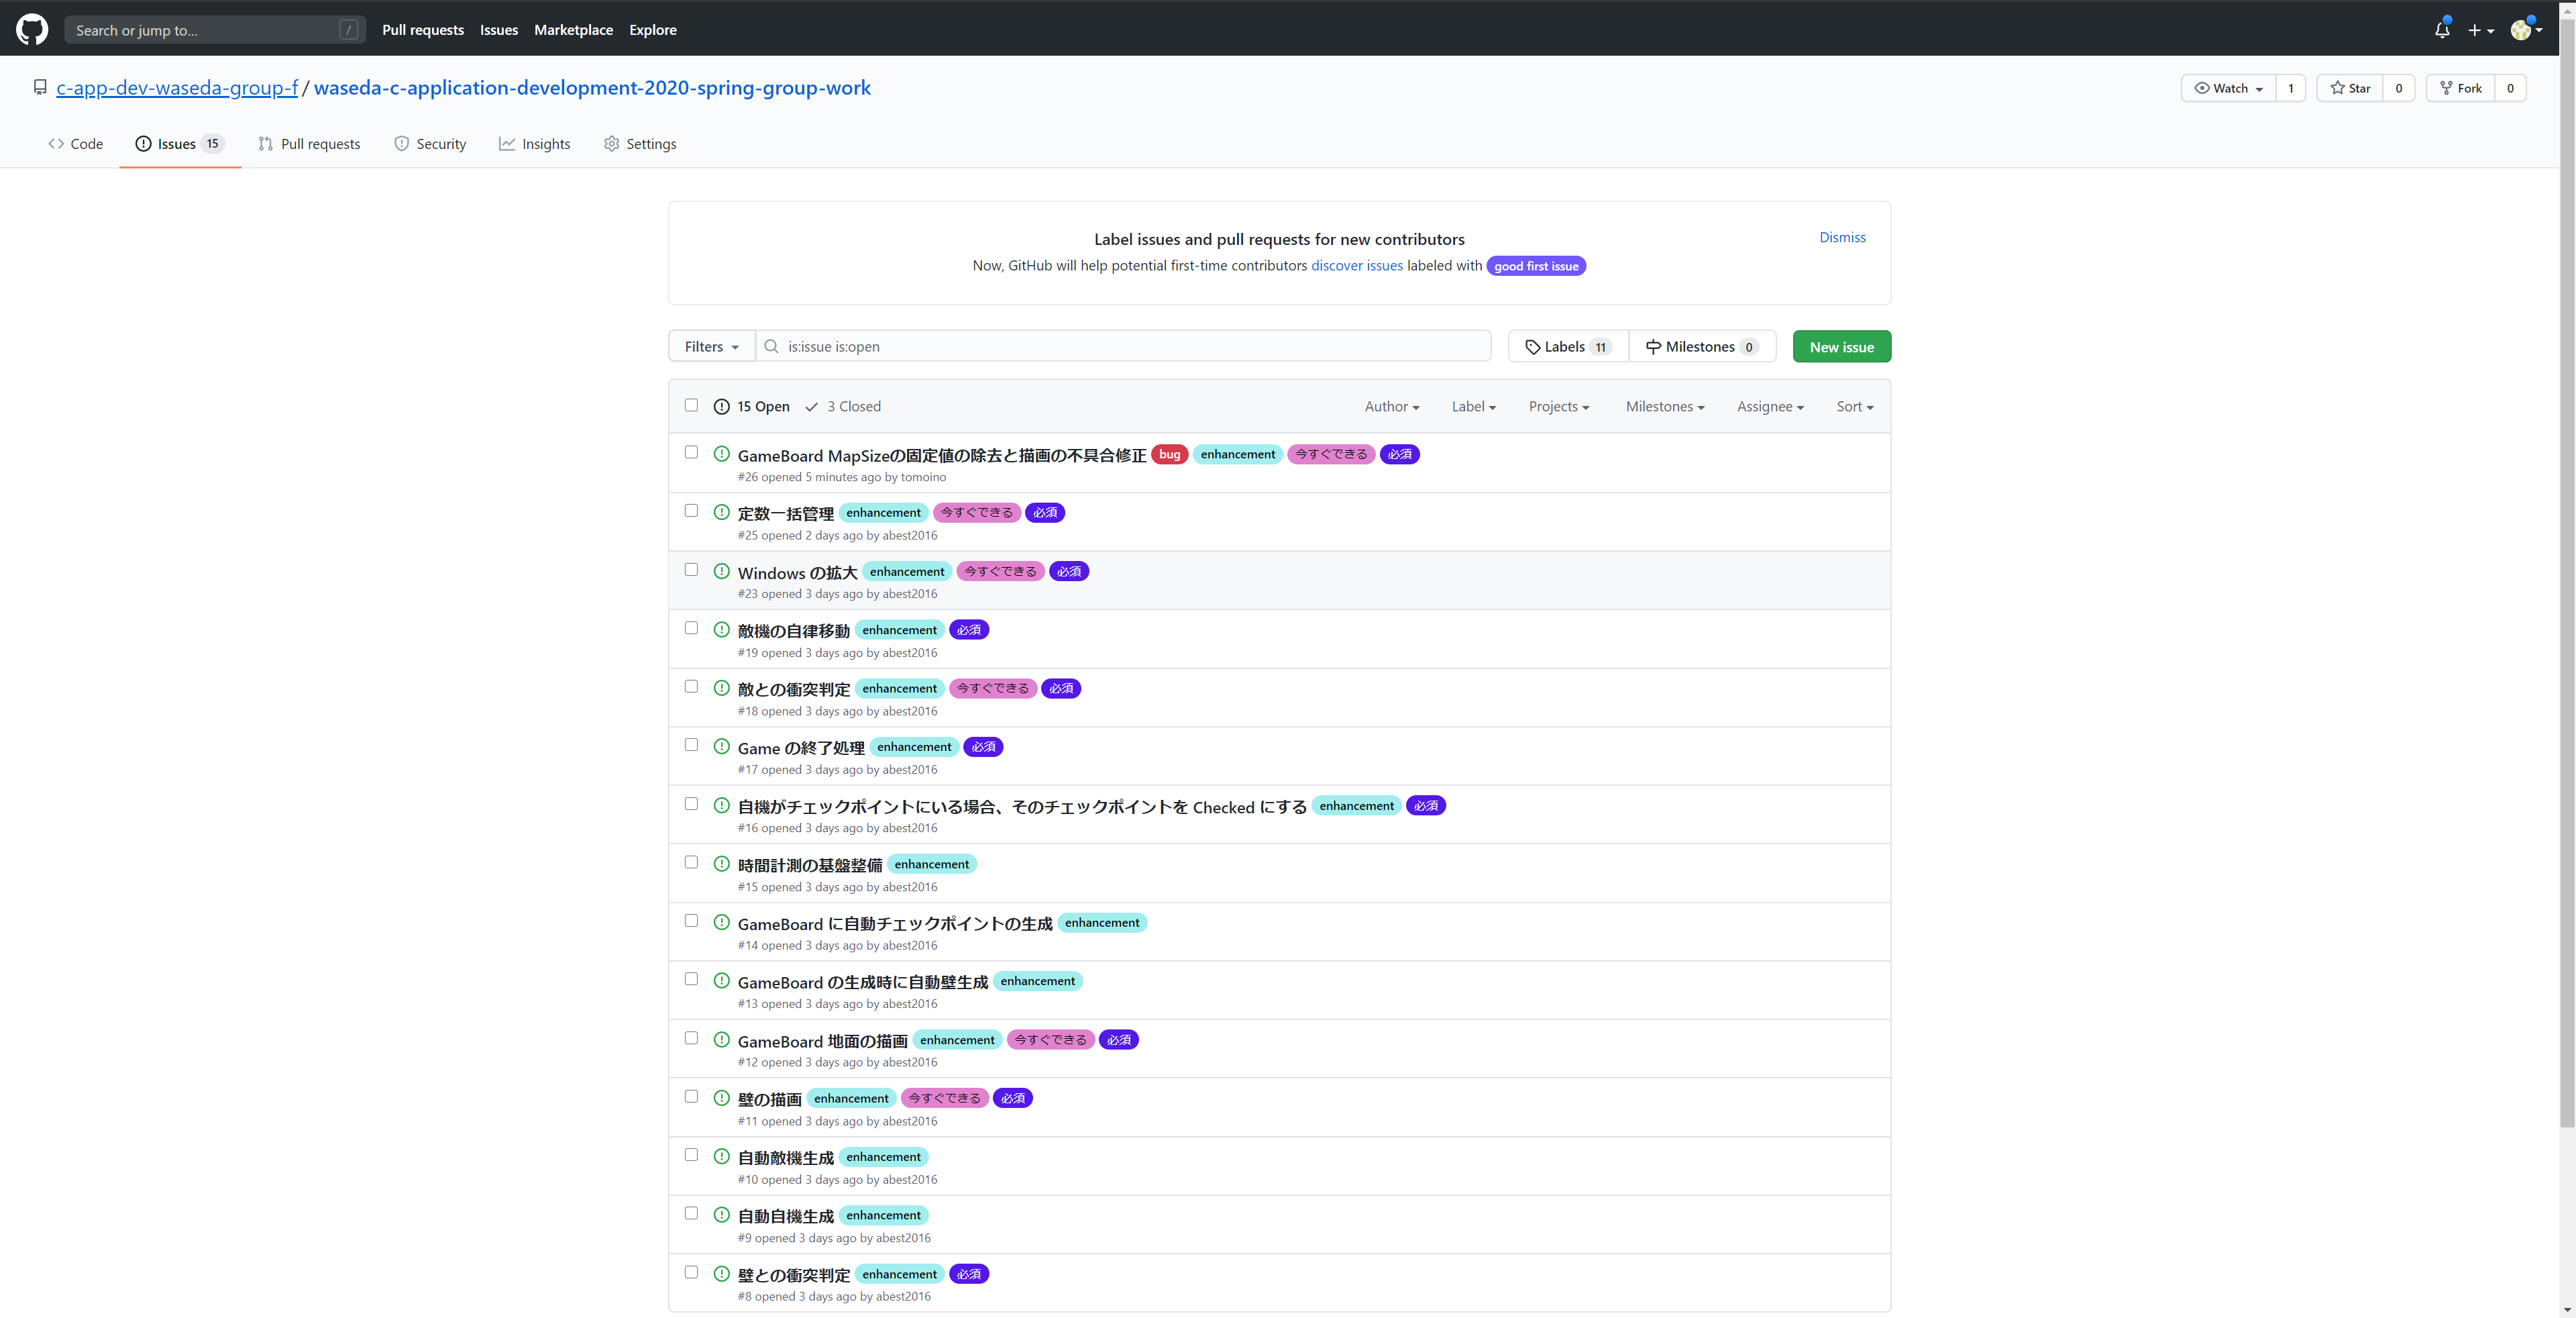 Search or jump to... / Pull requests Issues Marketplace Explore
c-app-dev-waseda-group-f / waseda-c-application-development-2020-spring-group-work Watch 1 Star 0 Fork 0
Code Issues 15 Pull requests Security Insights Settings
Label issues and pull requests for new contributors Dismiss
Now, GitHub will help potential first-time contributors discover issues labeled with good first issue
Filters is:issue is:open Labels 11 Milestones 0 New issue
15 Open 3 Closed Author Label Projects Milestones Assignee Sort
GameBoard MapSizeの固定値の除去と描画の不具合修正 bug enhancement 今すぐできる 必須
#26 opened 5 minutes ago by tomoino
定数一括管理 enhancement 今すぐできる 必須
#25 opened 2 days ago by abest2016
Windows の拡大 enhancement 今すぐできる 必須
#23 opened 3 days ago by abest2016
敵機の自律移動 enhancement 必須
#19 opened 3 days ago by abest2016
敵との衝突判定 enhancement 今すぐできる 必須
#18 opened 3 days ago by abest2016
Game の終了処理 enhancement 必須
#17 opened 3 days ago by abest2016
自機がチェックポイントにいる場合、そのチェックポイントを Checked にする enhancement 必須
#16 opened 3 days ago by abest2016
時間計測の基盤整備 enhancement
#15 opened 3 days ago by abest2016
GameBoard に自動チェックポイントの生成 enhancement
#14 opened 3 days ago by abest2016
GameBoard の生成時に自動壁生成 enhancement
#13 opened 3 days ago by abest2016
GameBoard 地面の描画 enhancement 今すぐできる 必須
#12 opened 3 days ago by abest2016
壁の描画 enhancement 今すぐできる 必須
#11 opened 3 days ago by abest2016
自動敵機生成 enhancement
#10 opened 3 days ago by abest2016
自動自機生成 enhancement
#9 opened 3 days ago by abest2016
壁との衝突判定 enhancement 必須
#8 opened 3 days ago by abest2016